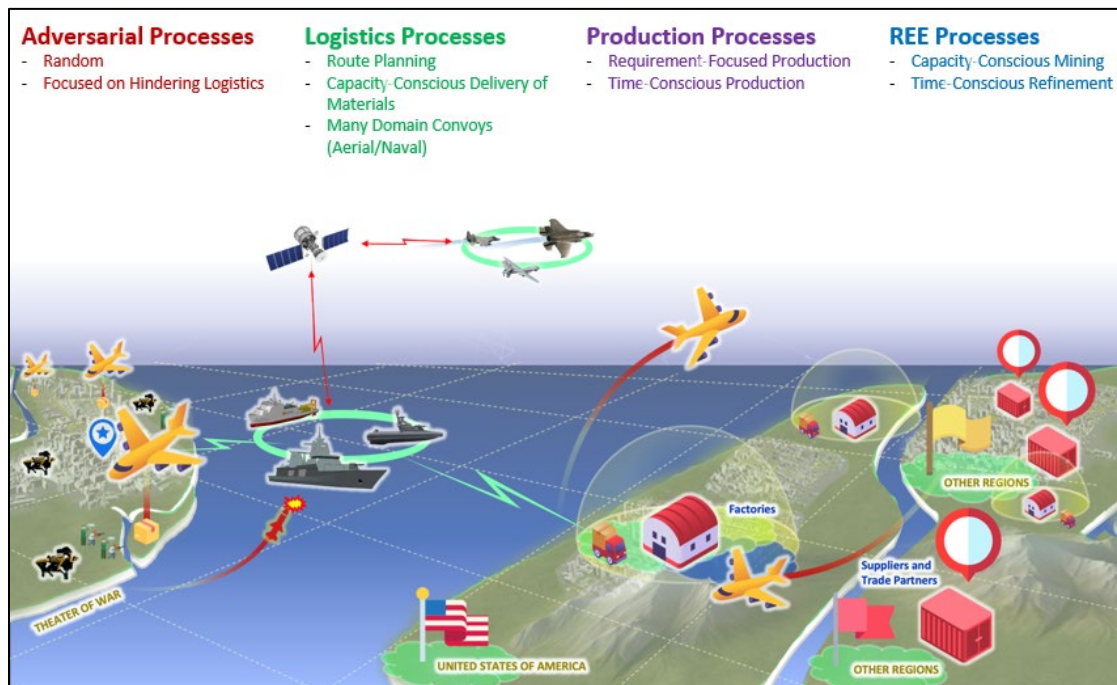 Adversarial Processes
- Random
- Focused on Hindering Logistics
Logistics Processes
- Route Planning
- Capacity-Conscious Delivery of
Materials
- Many Domain Convoys
(Aerial/Naval)
Production Processes
- Requirement-Focused Production
- Time-Conscious Production
REE Processes
- Capacity-Conscious Mining
- Time-Conscious Refinement
OTHER REGIONS
Factories
Suppliers and
Trade Partners
THEATER OF WAR
UNITED STATES OF AMERICA
OTHER REGIONS